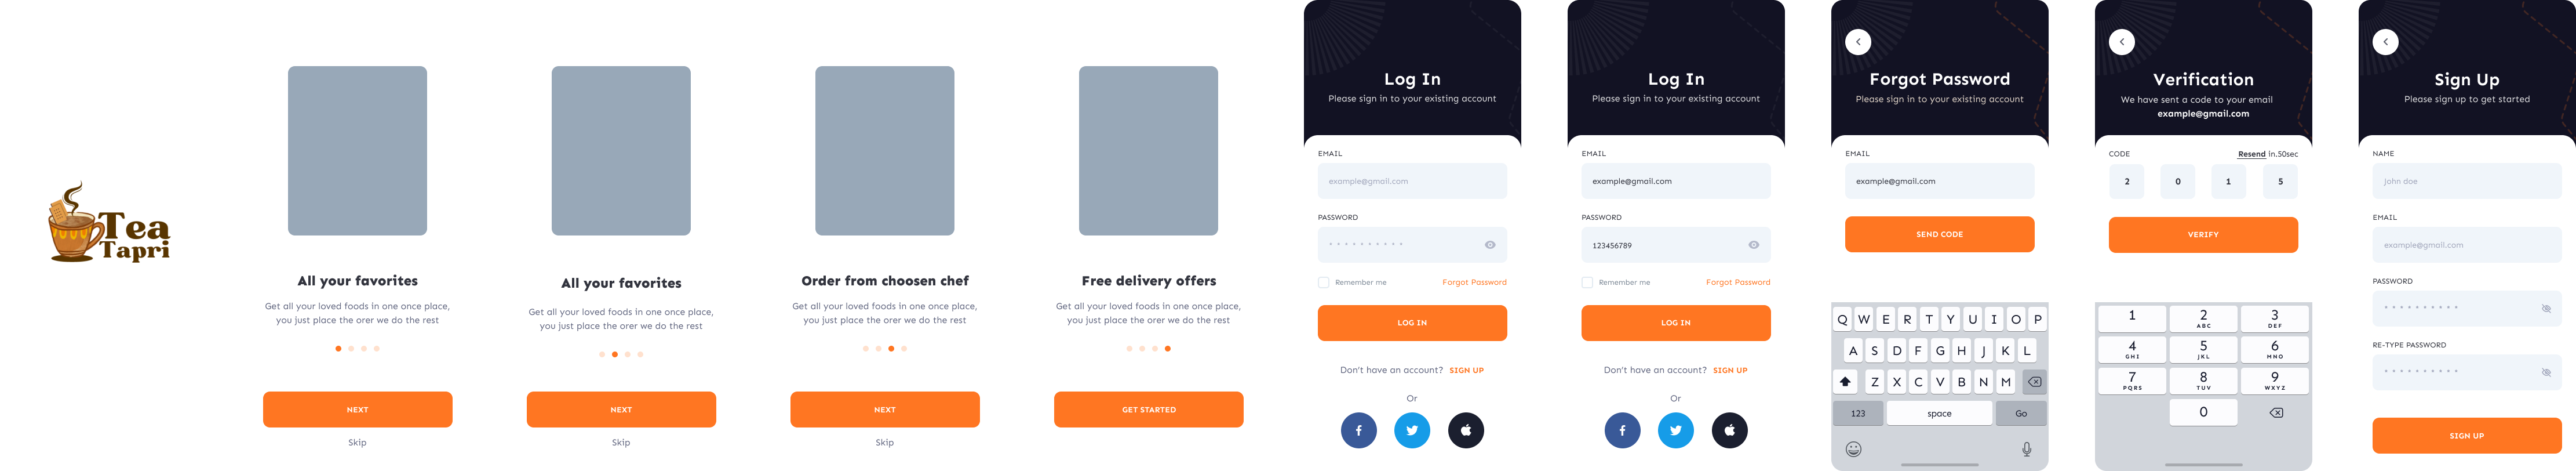 Tea
Tapri
All your favorites
Get all your loved foods in one once place,
you just place the orer we do the rest
NEXT
Skip
All your favorites
Get all your loved foods in one once place,
you just place the orer we do the rest
NEXT
Skip
Order from choosen chef
Get all your loved foods in one once place,
you just place the orer we do the rest
NEXT
Skip
Free delivery offers
Get all your loved foods in one once place,
you just place the orer we do the rest
GET STARTED
Log In
Please sign in to your existing account
EMAIL
example@gmail.com
PASSWORD
Remember me Forgot Password
LOG IN
Don't have an account? SIGN UP
Or
Log In
Please sign in to your existing account
EMAIL
example@gmail.com
PASSWORD
123456789
Remember me Forgot Password
LOG IN
Don't have an account? SIGN UP
Or
Forgot Password
Please sign in to your existing account
EMAIL
example@gmail.com
SEND CODE
Q W E R T Y U I O P
A S D F G H J K L
Z X C V B N M
123 space Go
Verification
We have sent a code to your email
example@gmail.com
CODE Resend in.50sec
2 0 1 5
VERIFY
1 2 3
ABC DEF
4 5 6
GHI JKL MNO
7 8 9
PQRS TUV WXYZ
0
Sign Up
Please sign up to get started
NAME
John doe
EMAIL
example@gmail.com
PASSWORD
RE-TYPE PASSWORD
SIGN UP